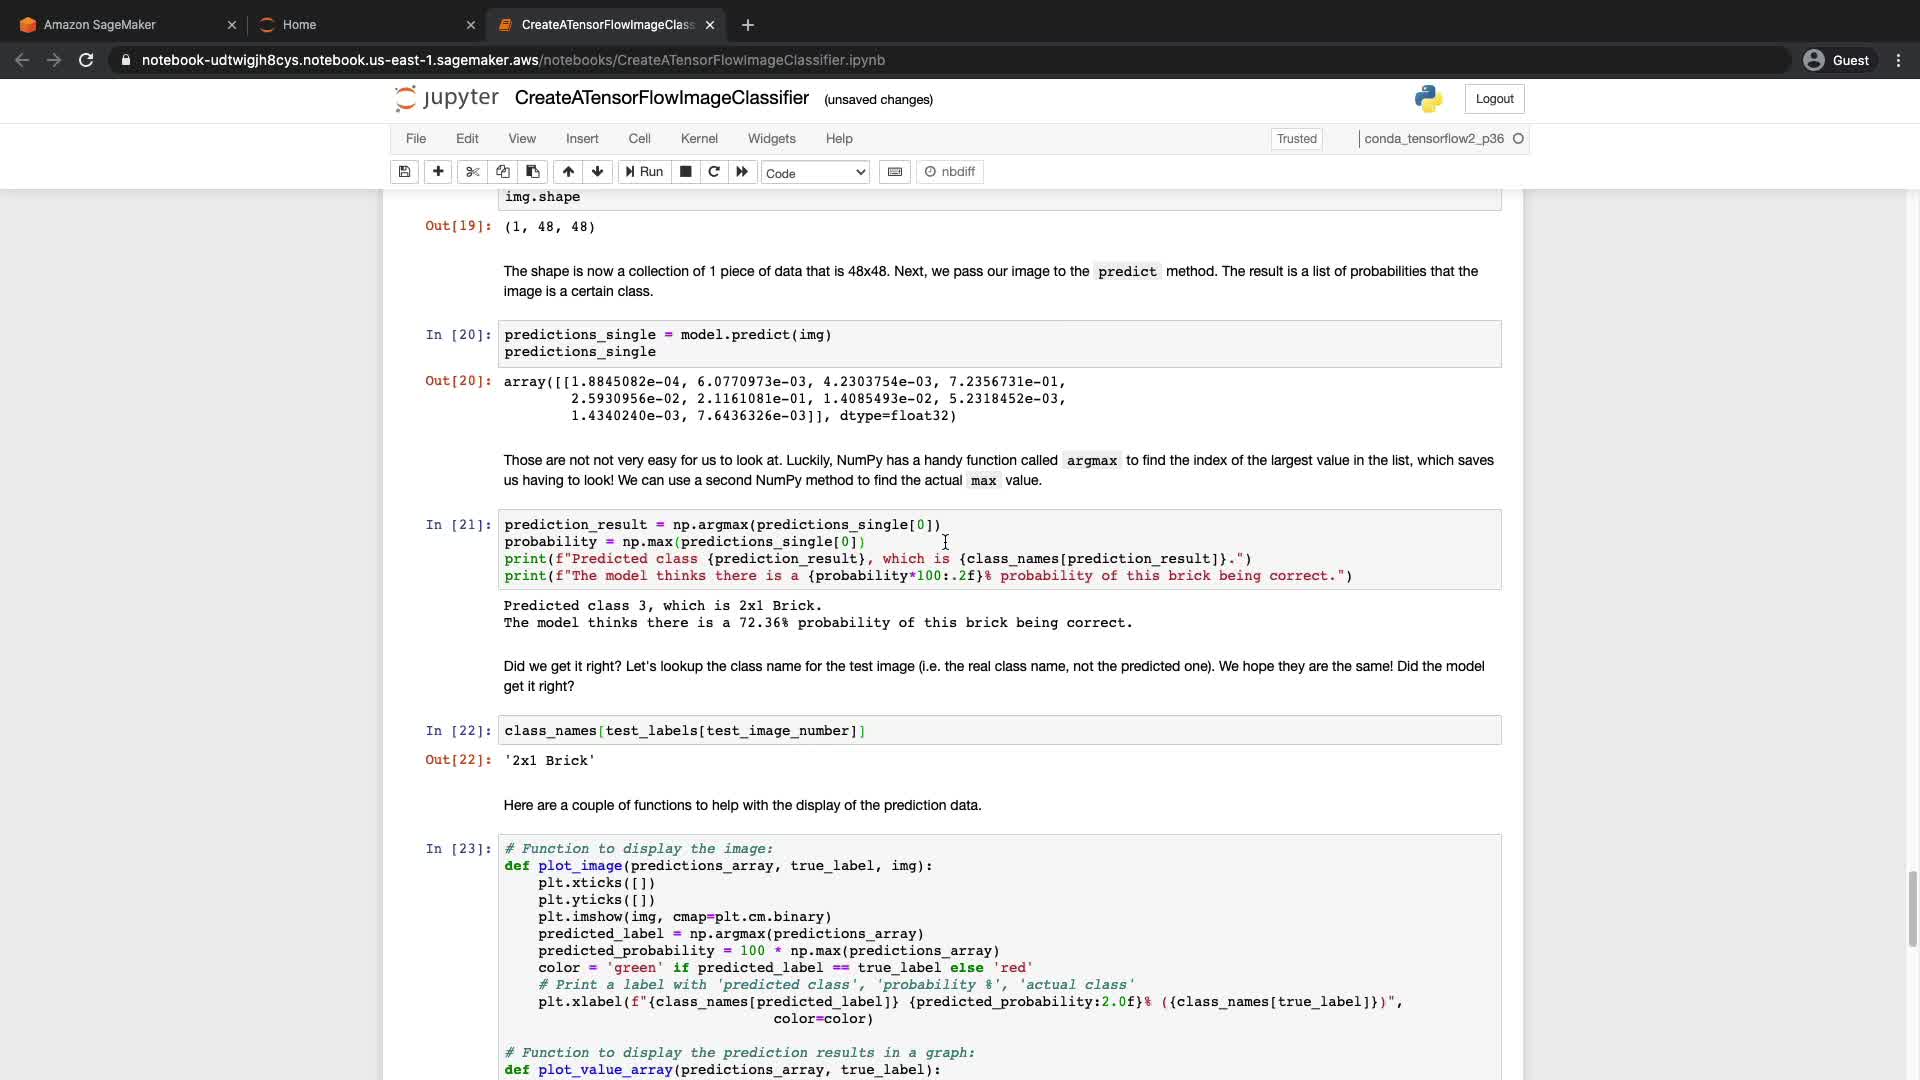 Amazon SageMaker
Home
CreateATensorFlowImageClass
notebook-udtwigjh8cys.notebook.us-east-1.sagemaker.aws/notebooks/CreateATensorFlowImageClassifier.ipynb
Guest
jupyter CreateATensorFlowImageClassifier (unsaved changes)
Logout
File Edit View Insert Cell Kernel Widgets Help
Trusted
conda_tensorflow2_p36
Run
Code
nbdiff
img.shape
Out[19]: (1, 48, 48)
The shape is now a collection of 1 piece of data that is 48x48. Next, we pass our image to the predict method. The result is a list of probabilities that the
image is a certain class.
In [20]: predictions_single = model.predict(img)
predictions_single
Out[20]: array([[1.8845082e-04, 6.0770973e-03, 4.2303754e-03, 7.2356731e-01,
2.5930956e-02, 2.1161081e-01, 1.4085493e-02, 5.2318452e-03,
1.4340240e-03, 7.6436326e-03]], dtype=float32)
Those are not not very easy for us to look at. Luckily, NumPy has a handy function called argmax to find the index of the largest value in the list, which saves
us having to look! We can use a second NumPy method to find the actual max value.
In [21]: prediction_result = np.argmax(predictions_single[0])
probability = np.max(predictions_single[0])
print(f"Predicted class {prediction_result}, which is {class_names[prediction_result]}.")
print(f"The model thinks there is a {probability*100:.2f}% probability of this brick being correct.")
Predicted class 3, which is 2x1 Brick.
The model thinks there is a 72.36% probability of this brick being correct.
Did we get it right? Let's lookup the class name for the test image (i.e. the real class name, not the predicted one). We hope they are the same! Did the model
get it right?
In [22]: class_names[test_labels[test_image_number]]
Out[22]: '2x1 Brick'
Here are a couple of functions to help with the display of the prediction data.
In [23]: # Function to display the image:
def plot_image(predictions_array, true_label, img):
plt.xticks([])
plt.yticks([])
plt.imshow(img, cmap=plt.cm.binary)
predicted_label = np.argmax(predictions_array)
predicted_probability = 100 * np.max(predictions_array)
color = 'green' if predicted_label == true_label else 'red'
# Print a label with 'predicted class', 'probability %', 'actual class'
plt.xlabel(f"{class_names[predicted_label]} {predicted_probability:2.0f}% ({class_names[true_label]})",
color=color)
# Function to display the prediction results in a graph:
def plot_value_array(predictions_array, true_label):